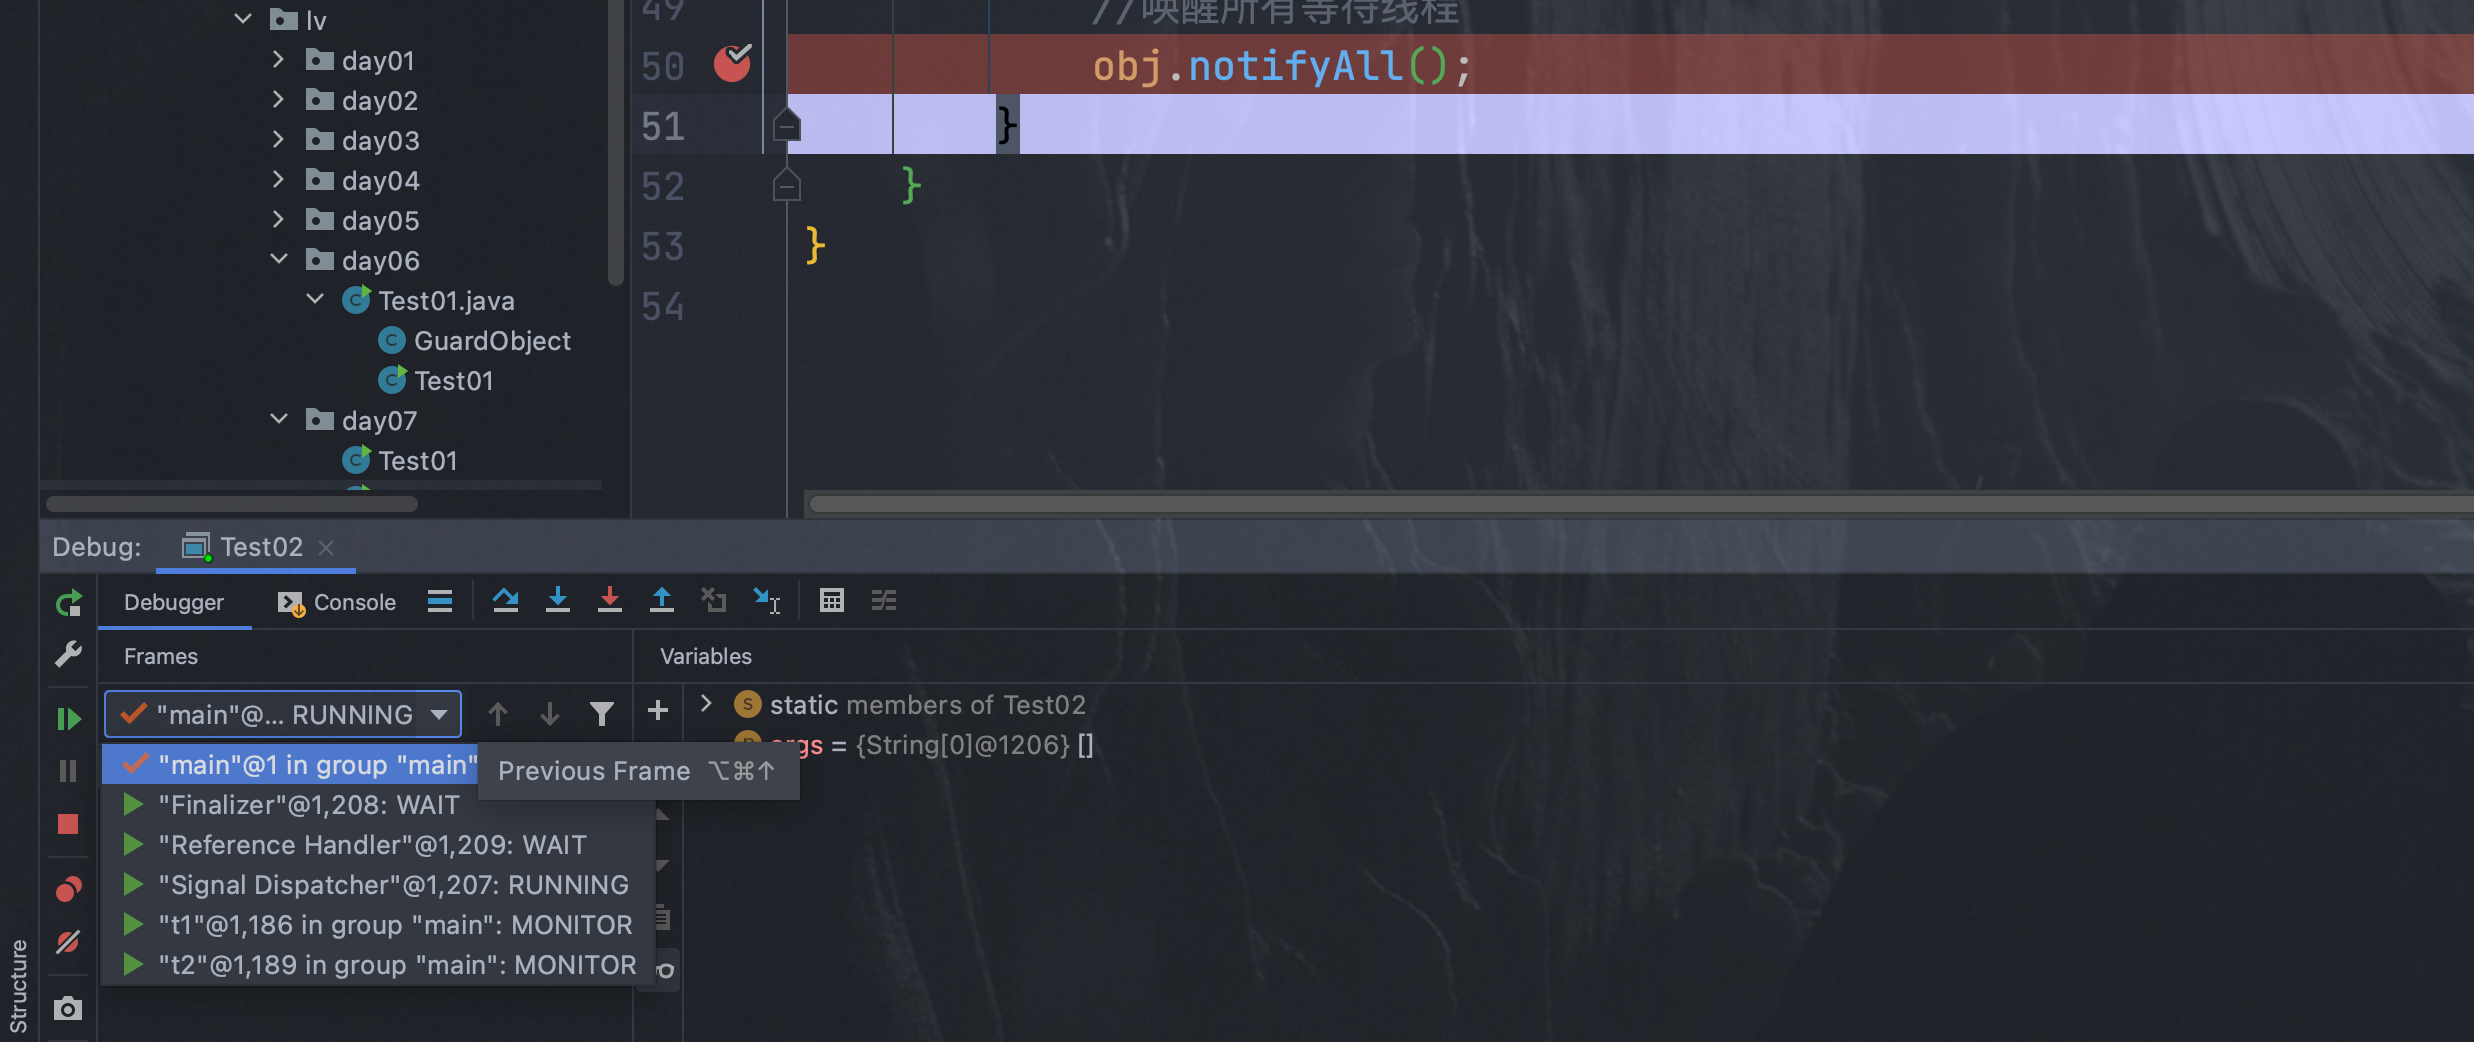 lv
day01
day02
day03
day04
day05
day06
Test01.java
GuardObject
Test01
day07
Test01
49 //唤醒所有等待线程
50 obj.notifyAll();
51 }
52 }
53 }
54
Debug: Test02
Debugger Console
Frames Variables
"main"@... RUNNING
static members of Test02
args = {String[0]@1206} []
"main"@1 in group "main"
Previous Frame ⌥⌘↑
"Finalizer"@1,208: WAIT
"Reference Handler"@1,209: WAIT
"Signal Dispatcher"@1,207: RUNNING
"t1"@1,186 in group "main": MONITOR
"t2"@1,189 in group "main": MONITOR
Structure